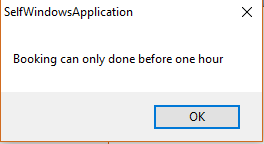 SelfWindowsApplication
Booking can only done before one hour
OK